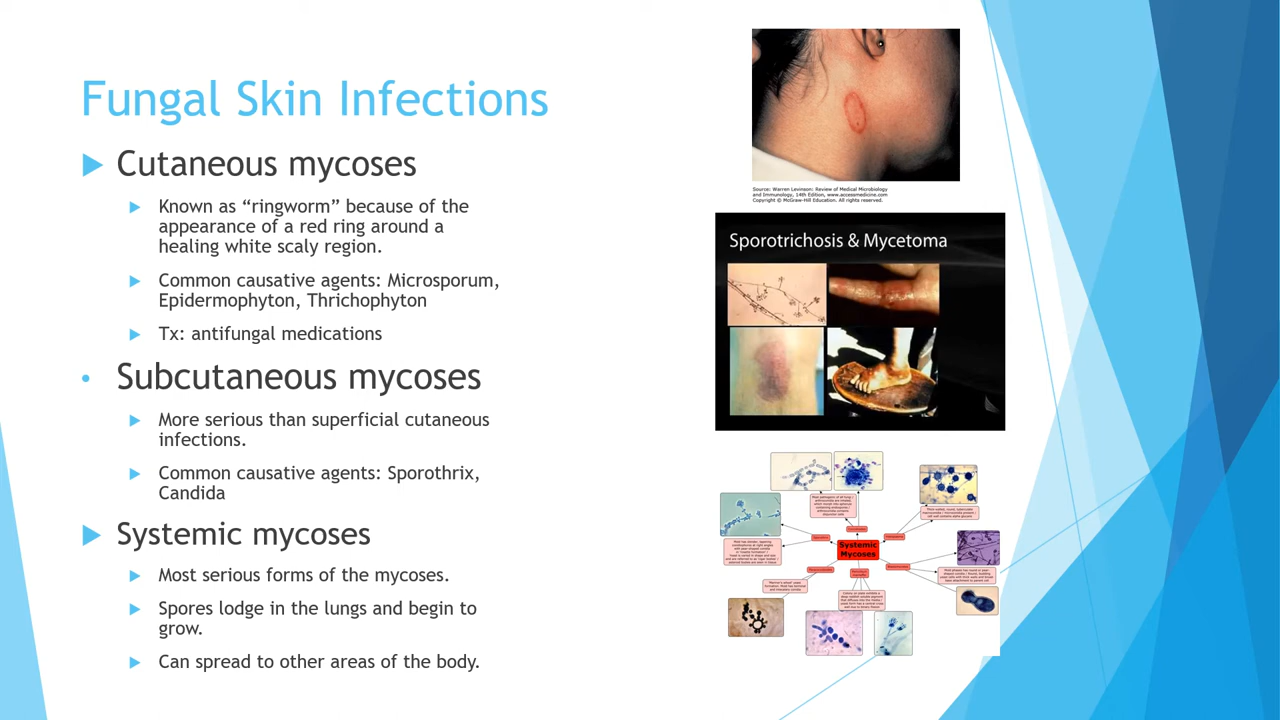 Fungal Skin Infections
Cutaneous mycoses
Known as “ringworm” because of the
appearance of a red ring around a
healing white scaly region.
Common causative agents: Microsporum,
Epidermophyton, Thrichophyton
Tx: antifungal medications
Subcutaneous mycoses
More serious than superficial cutaneous
infections.
Common causative agents: Sporothrix,
Candida
Systemic mycoses
Most serious forms of the mycoses.
Spores lodge in the lungs and begin to
grow.
Can spread to other areas of the body.
Source: Warren Levinson: Review of Medical Microbiology
and Immunology, 14th Edition, www.accessmedicine.com
Copyright © McGraw-Hill Education. All rights reserved.
Sporotrichosis & Mycetoma
Systemic
Mycoses